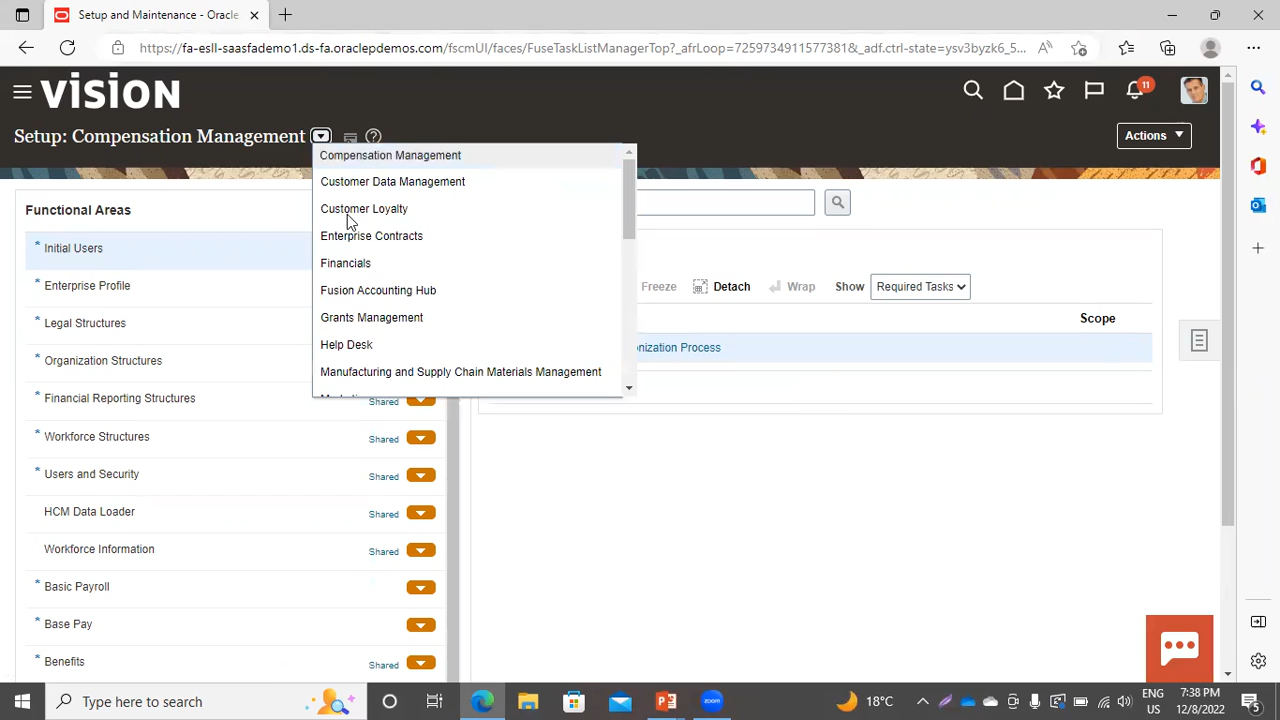 Setup and Maintenance - Oracle
https://fa-esll-saasfademo1.ds-fa.oraclepdemos.com/fscmUI/faces/FuseTaskListManagerTop?_afrLoop=7259734911577381&_adf.ctrl-state=ysv3byzk6_5...
VISION
11
Setup: Compensation Management
Actions
Compensation Management
Customer Data Management
Customer Loyalty
Enterprise Contracts
Financials
Fusion Accounting Hub
Grants Management
Help Desk
Manufacturing and Supply Chain Materials Management
Functional Areas
* Initial Users
* Enterprise Profile
* Legal Structures
* Organization Structures
* Financial Reporting Structures Shared
* Workforce Structures Shared
* Users and Security Shared
HCM Data Loader Shared
Workforce Information Shared
* Basic Payroll
* Base Pay
* Benefits Shared
Freeze Detach Wrap Show Required Tasks
Scope
onization Process
Type here to search
18°C
ENG
US
7:38 PM
12/8/2022
5